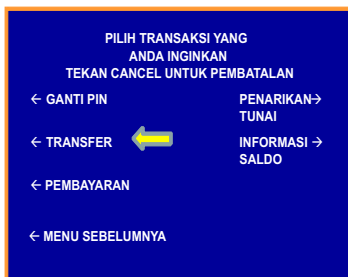 PILIH TRANSAKSI YANG
ANDA INGINKAN
TEKAN CANCEL UNTUK PEMBATALAN
← GANTI PIN
PENARIKAN→
TUNAI
← TRANSFER
INFORMASI →
SALDO
← PEMBAYARAN
← MENU SEBELUMNYA